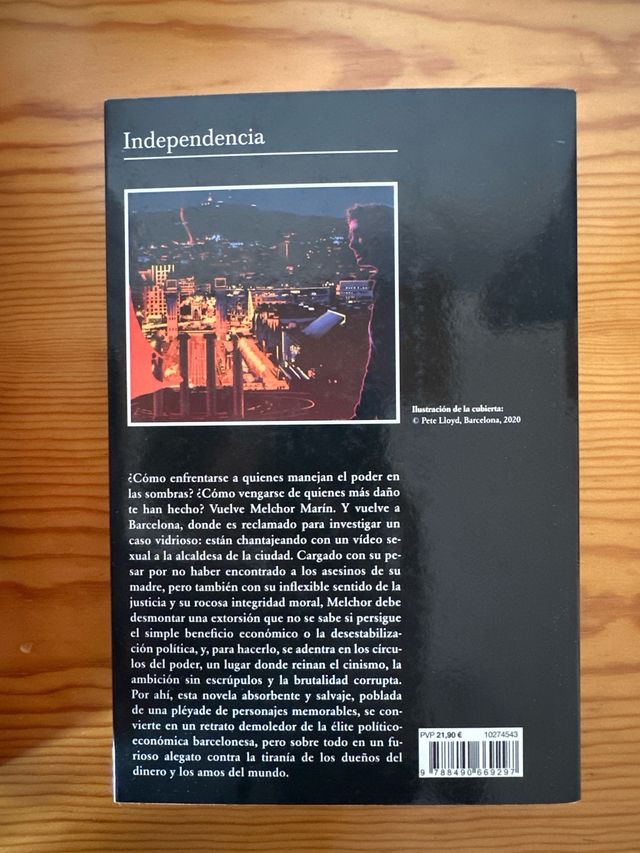 Independencia
Ilustración de la cubierta:
© Pete Lloyd, Barcelona, 2020
¿Cómo enfrentarse a quienes manejan el poder en
las sombras? ¿Cómo vengarse de quienes más daño
te han hecho? Vuelve Melchor Marín. Y vuelve a
Barcelona, donde es reclamado para investigar un
caso vidrioso: están chantajeando con un vídeo se-
xual a la alcaldesa de la ciudad. Cargado con su pe-
sar por no haber encontrado a los asesinos de su
madre, pero también con su inflexible sentido de la
justicia y su rocosa integridad moral, Melchor debe
desmontar una extorsión que no se sabe si persigue
el simple beneficio económico o la desestabiliza-
ción política, y, para hacerlo, se adentra en los círcu-
los del poder, un lugar donde reinan el cinismo, la
ambición sin escrúpulos y la brutalidad corrupta.
Por ahí, esta novela absorbente y salvaje, poblada
de una pléyade de personajes memorables, se con-
vierte en un retrato demoledor de la élite político-
económica barcelonesa, pero sobre todo en un fu-
rioso alegato contra la tiranía de los dueños del
dinero y los amos del mundo.
PVP 21,90 € 10274543
9 788490 669297